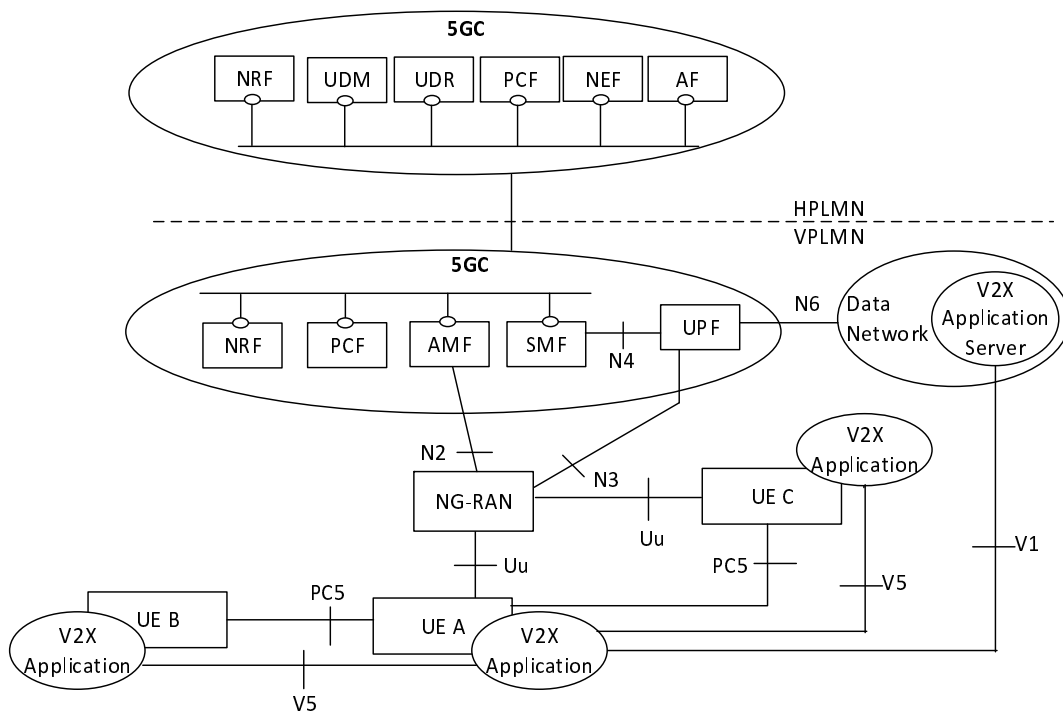 5GC
NRF
UDM
UDR
PCF
NEF
AF
HPLMN
VPLMN
5GC
NRF
PCF
AMF
SMF
N4
UPF
N6
Data
Network
V2X
Application
Server
N2
N3
NG-RAN
Uu
UE C
V2X
Application
Uu
PC5
V5
V1
UE B
V2X
Application
PC5
UE A
V2X
Application
V5